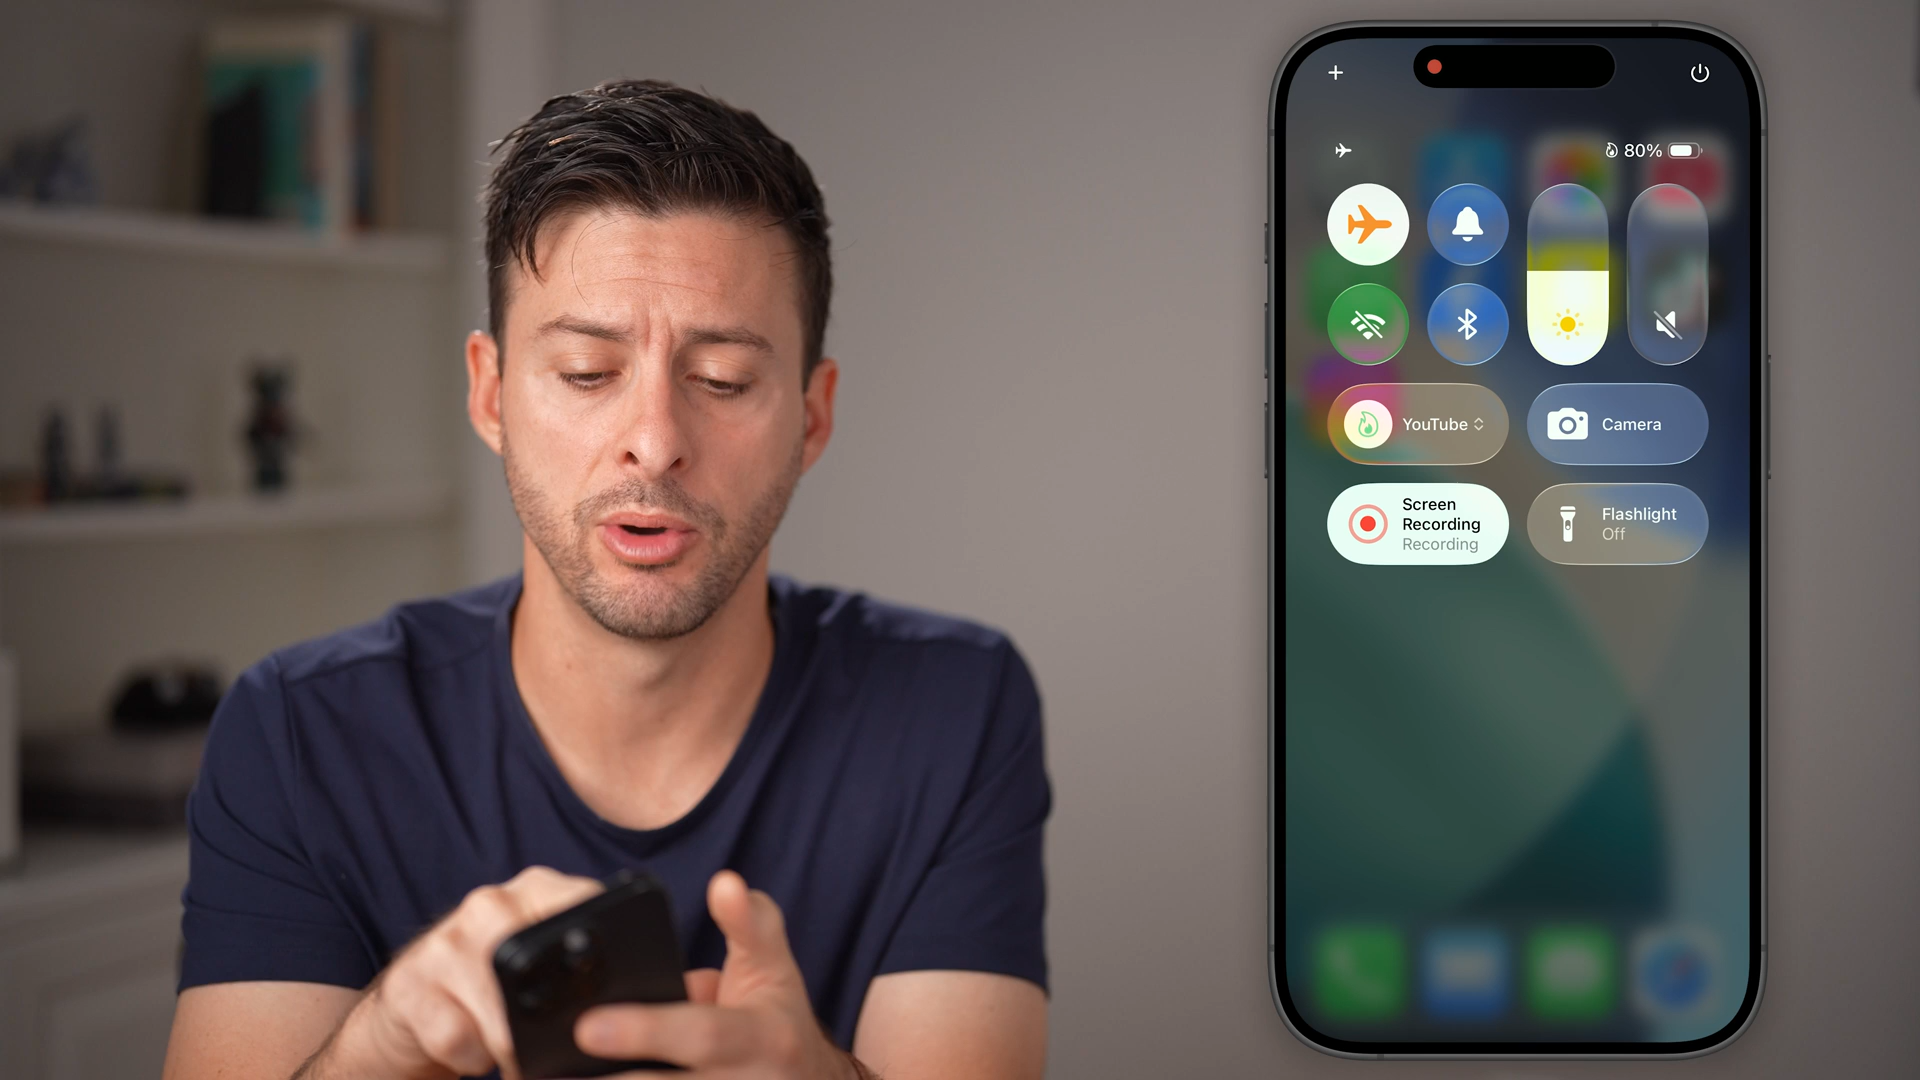 80%
YouTube
Camera
Screen
Recording
Recording
Flashlight
Off